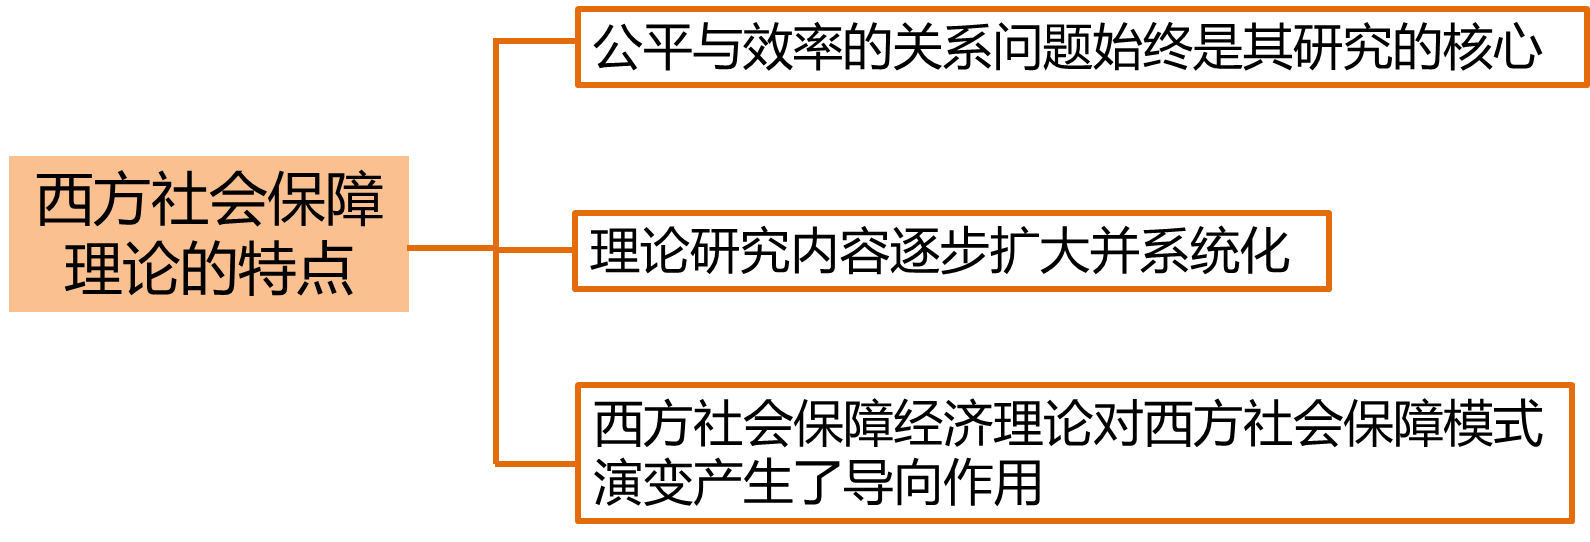 西方社会保障
理论的特点
公平与效率的关系问题始终是其研究的核心
理论研究内容逐步扩大并系统化
西方社会保障经济理论对西方社会保障模式
演变产生了导向作用